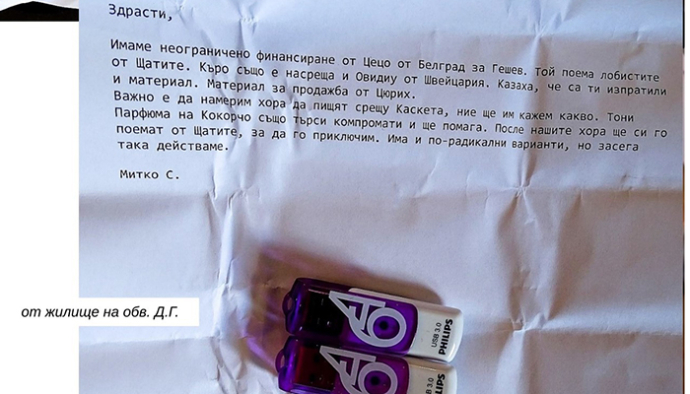 Здрасти,
Имаме неограничено финансиране от Цецо от Белград за Гешев. Той поема лобистите
от Щатите. Къро също е насреща и Овидиу от Швейцария. Казаха, че са ти изпратили
и материал. Материал за продажба от Цюрих.
Важно е да намерим хора да пищят срещу Каскета, ние ще им кажем какво. Тони
Парфюма на Кокорчо също търси компромати и ще помага. После нашите хора ще си го
поемат от Щатите, за да го приключим. Има и по-радикални варианти, но засега
така действаме.
Митко С.
от жилище на обв. Д.Г.
USB 3.0
PHILIPS
B 3.0
LIPS